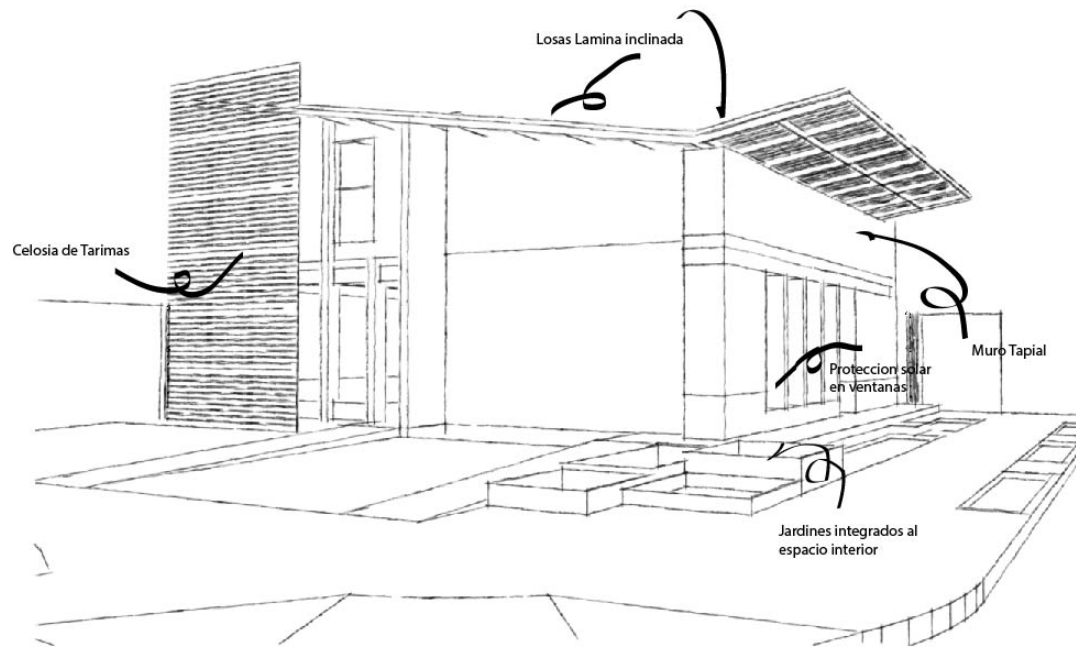 Losas Lamina inclinada
Celosia de Tarimas
Muro Tapial
Proteccion solar
en ventanas
Jardines integrados al
espacio interior